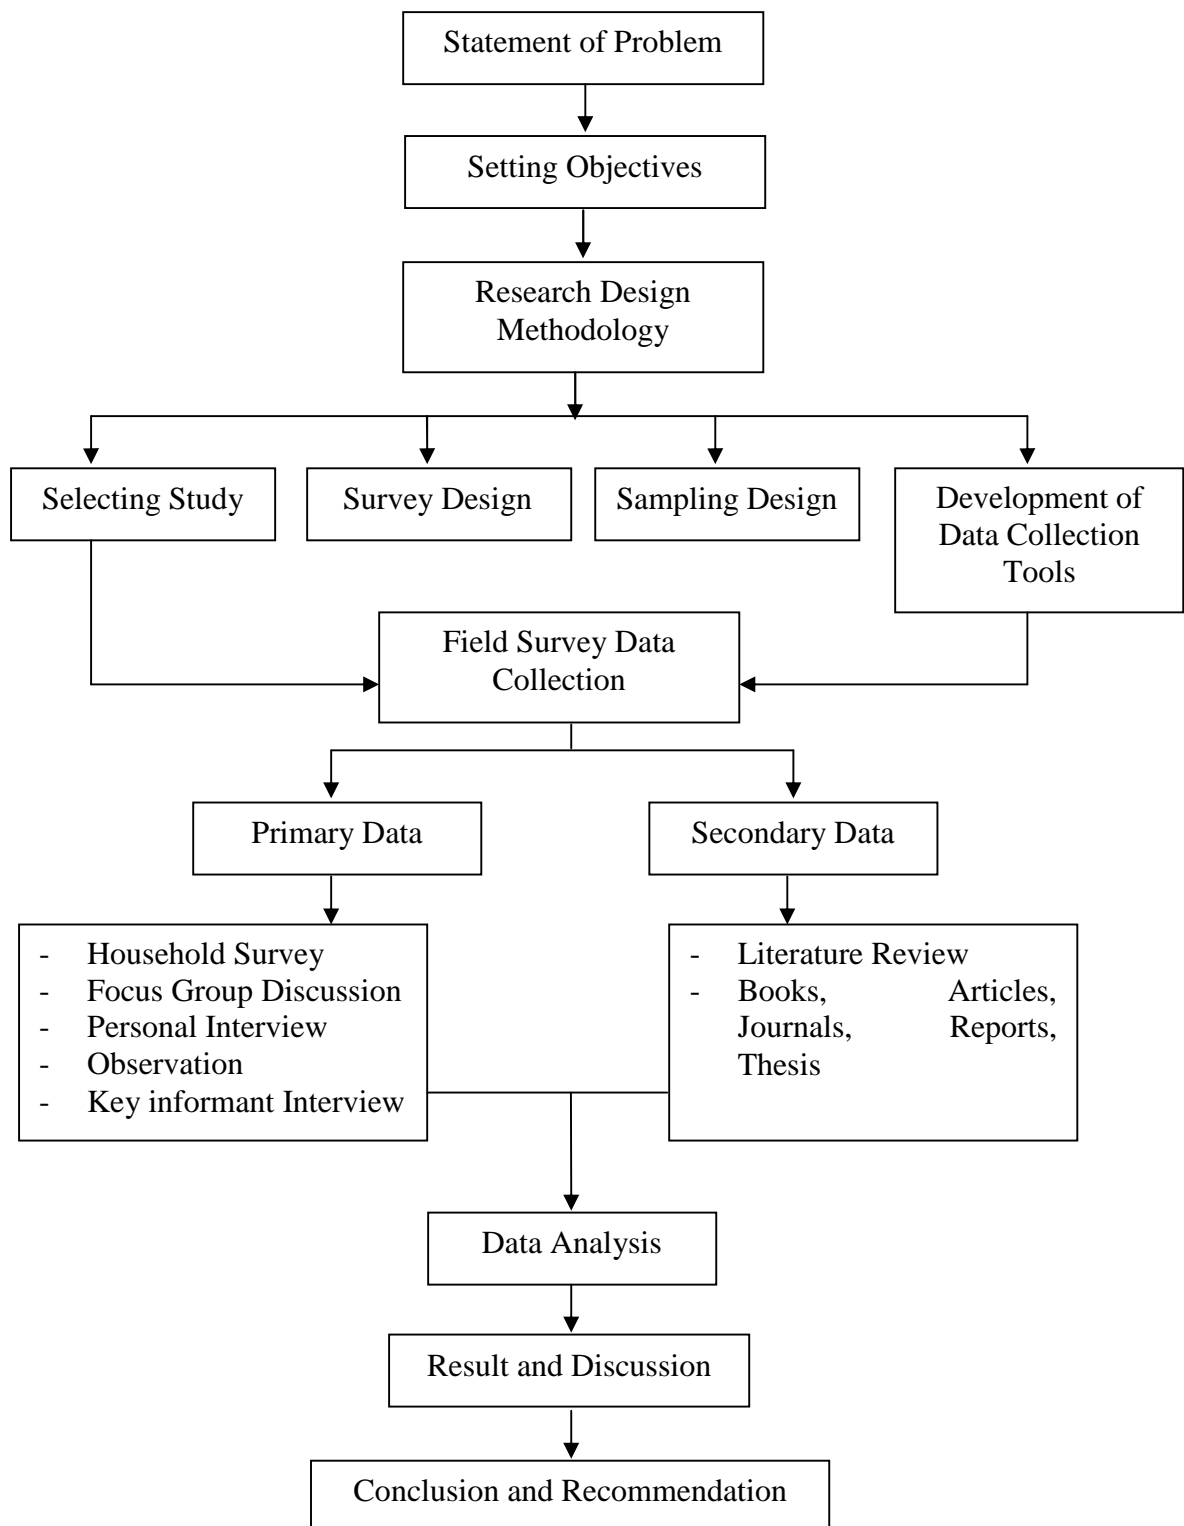 Statement of Problem
Setting Objectives
Research Design
Methodology
Selecting Study
Survey Design
Sampling Design
Development of
Data Collection
Tools
Field Survey Data
Collection
Primary Data
Secondary Data
- Household Survey
- Focus Group Discussion
- Personal Interview
- Observation
- Key informant Interview
- Literature Review
- Books, Articles,
Journals, Reports,
Thesis
Data Analysis
Result and Discussion
Conclusion and Recommendation